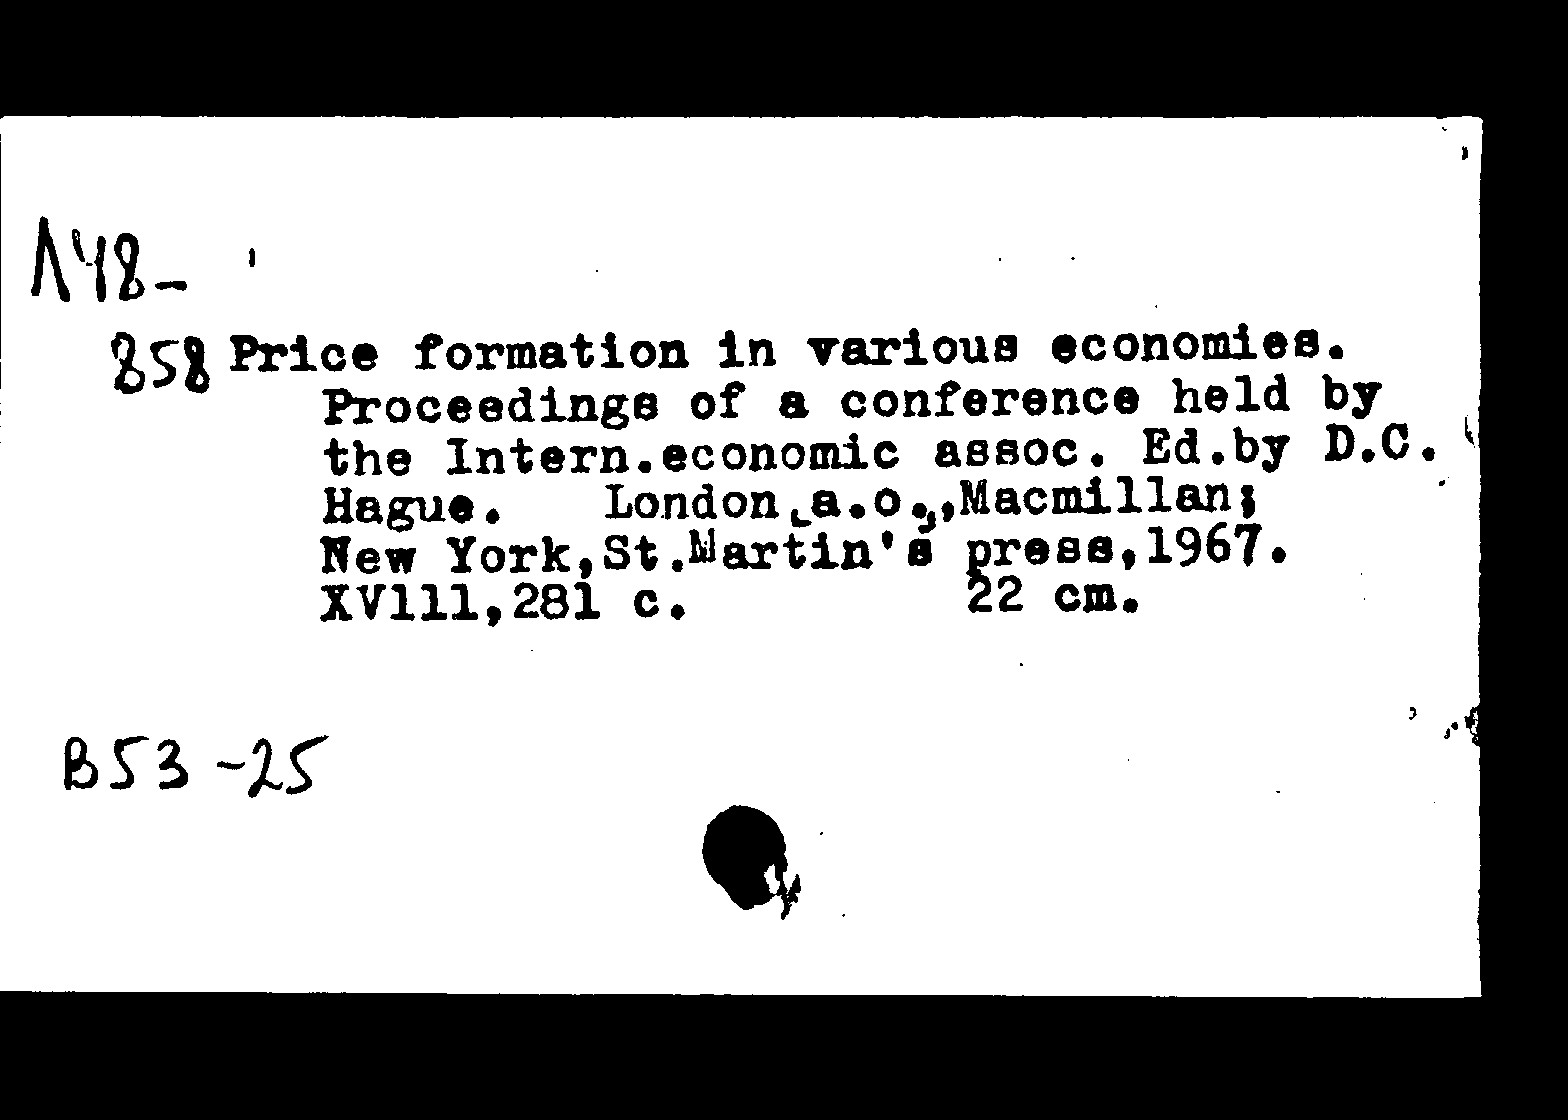 Л48-
858 Price formation in various economies.
Proceedings of a conference held by
the Intern.economic assoc. Ed.by D.C.
Hague. London [a.o.],Macmillan;
New York,St.Martin's press,1967.
XVlll,281 c. 22 cm.
B53-25